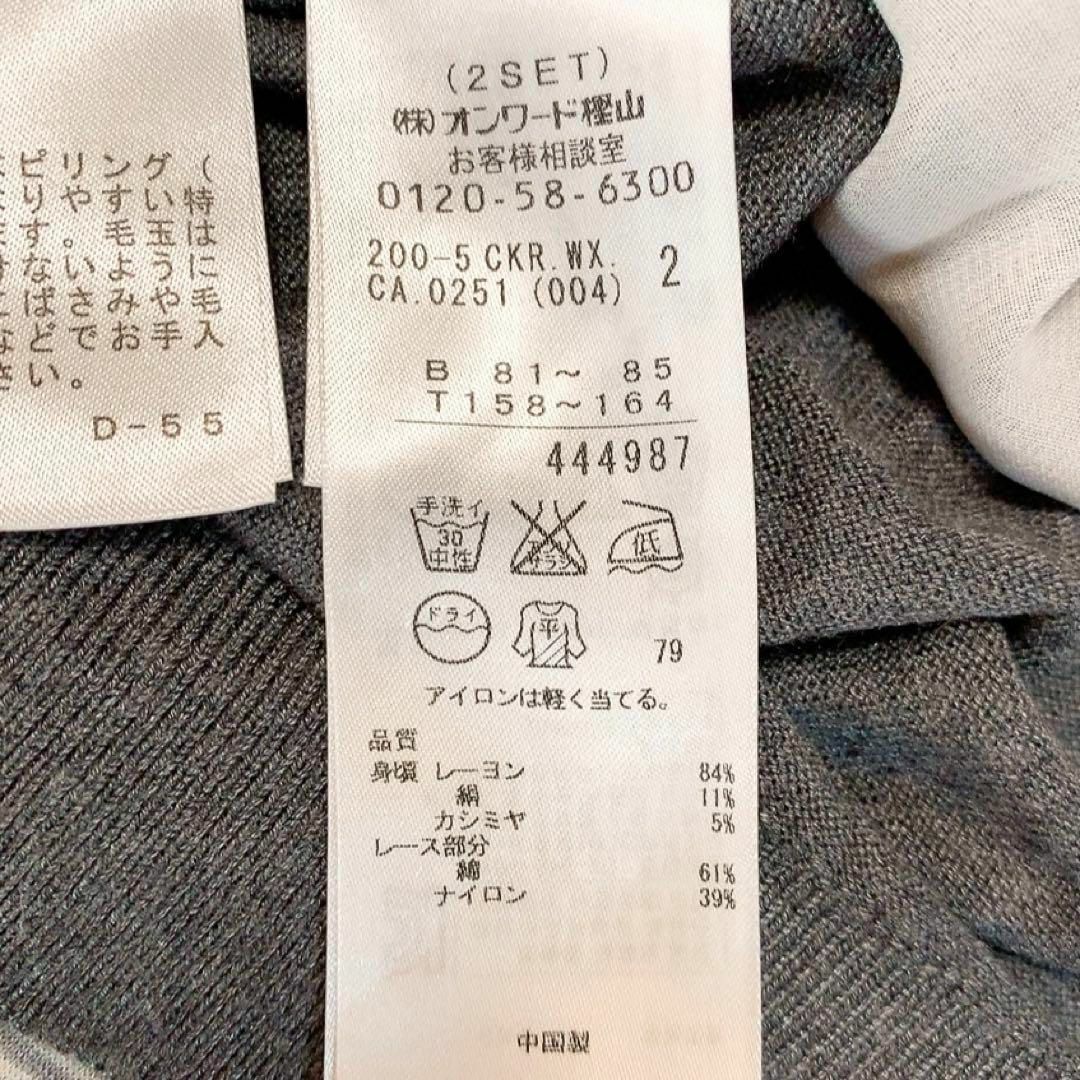 ピリング(
りやすい特
す。毛玉は
ないように
ばさみや毛
などでお手入
さい。
D-55
(2SET)
㈱オンワード樫山
お客様相談室
0120-58-6300
200-5 CKR.WX.
CA.0251 (004)
2
B 81〜 85
T158〜164
444987
手洗イ
30
中性
低
ドライ
平
79
アイロンは軽く当てる。
品質
身頃 レーヨン 84%
絹 11%
カシミヤ 5%
レース部分
綿 61%
ナイロン 39%
中国製